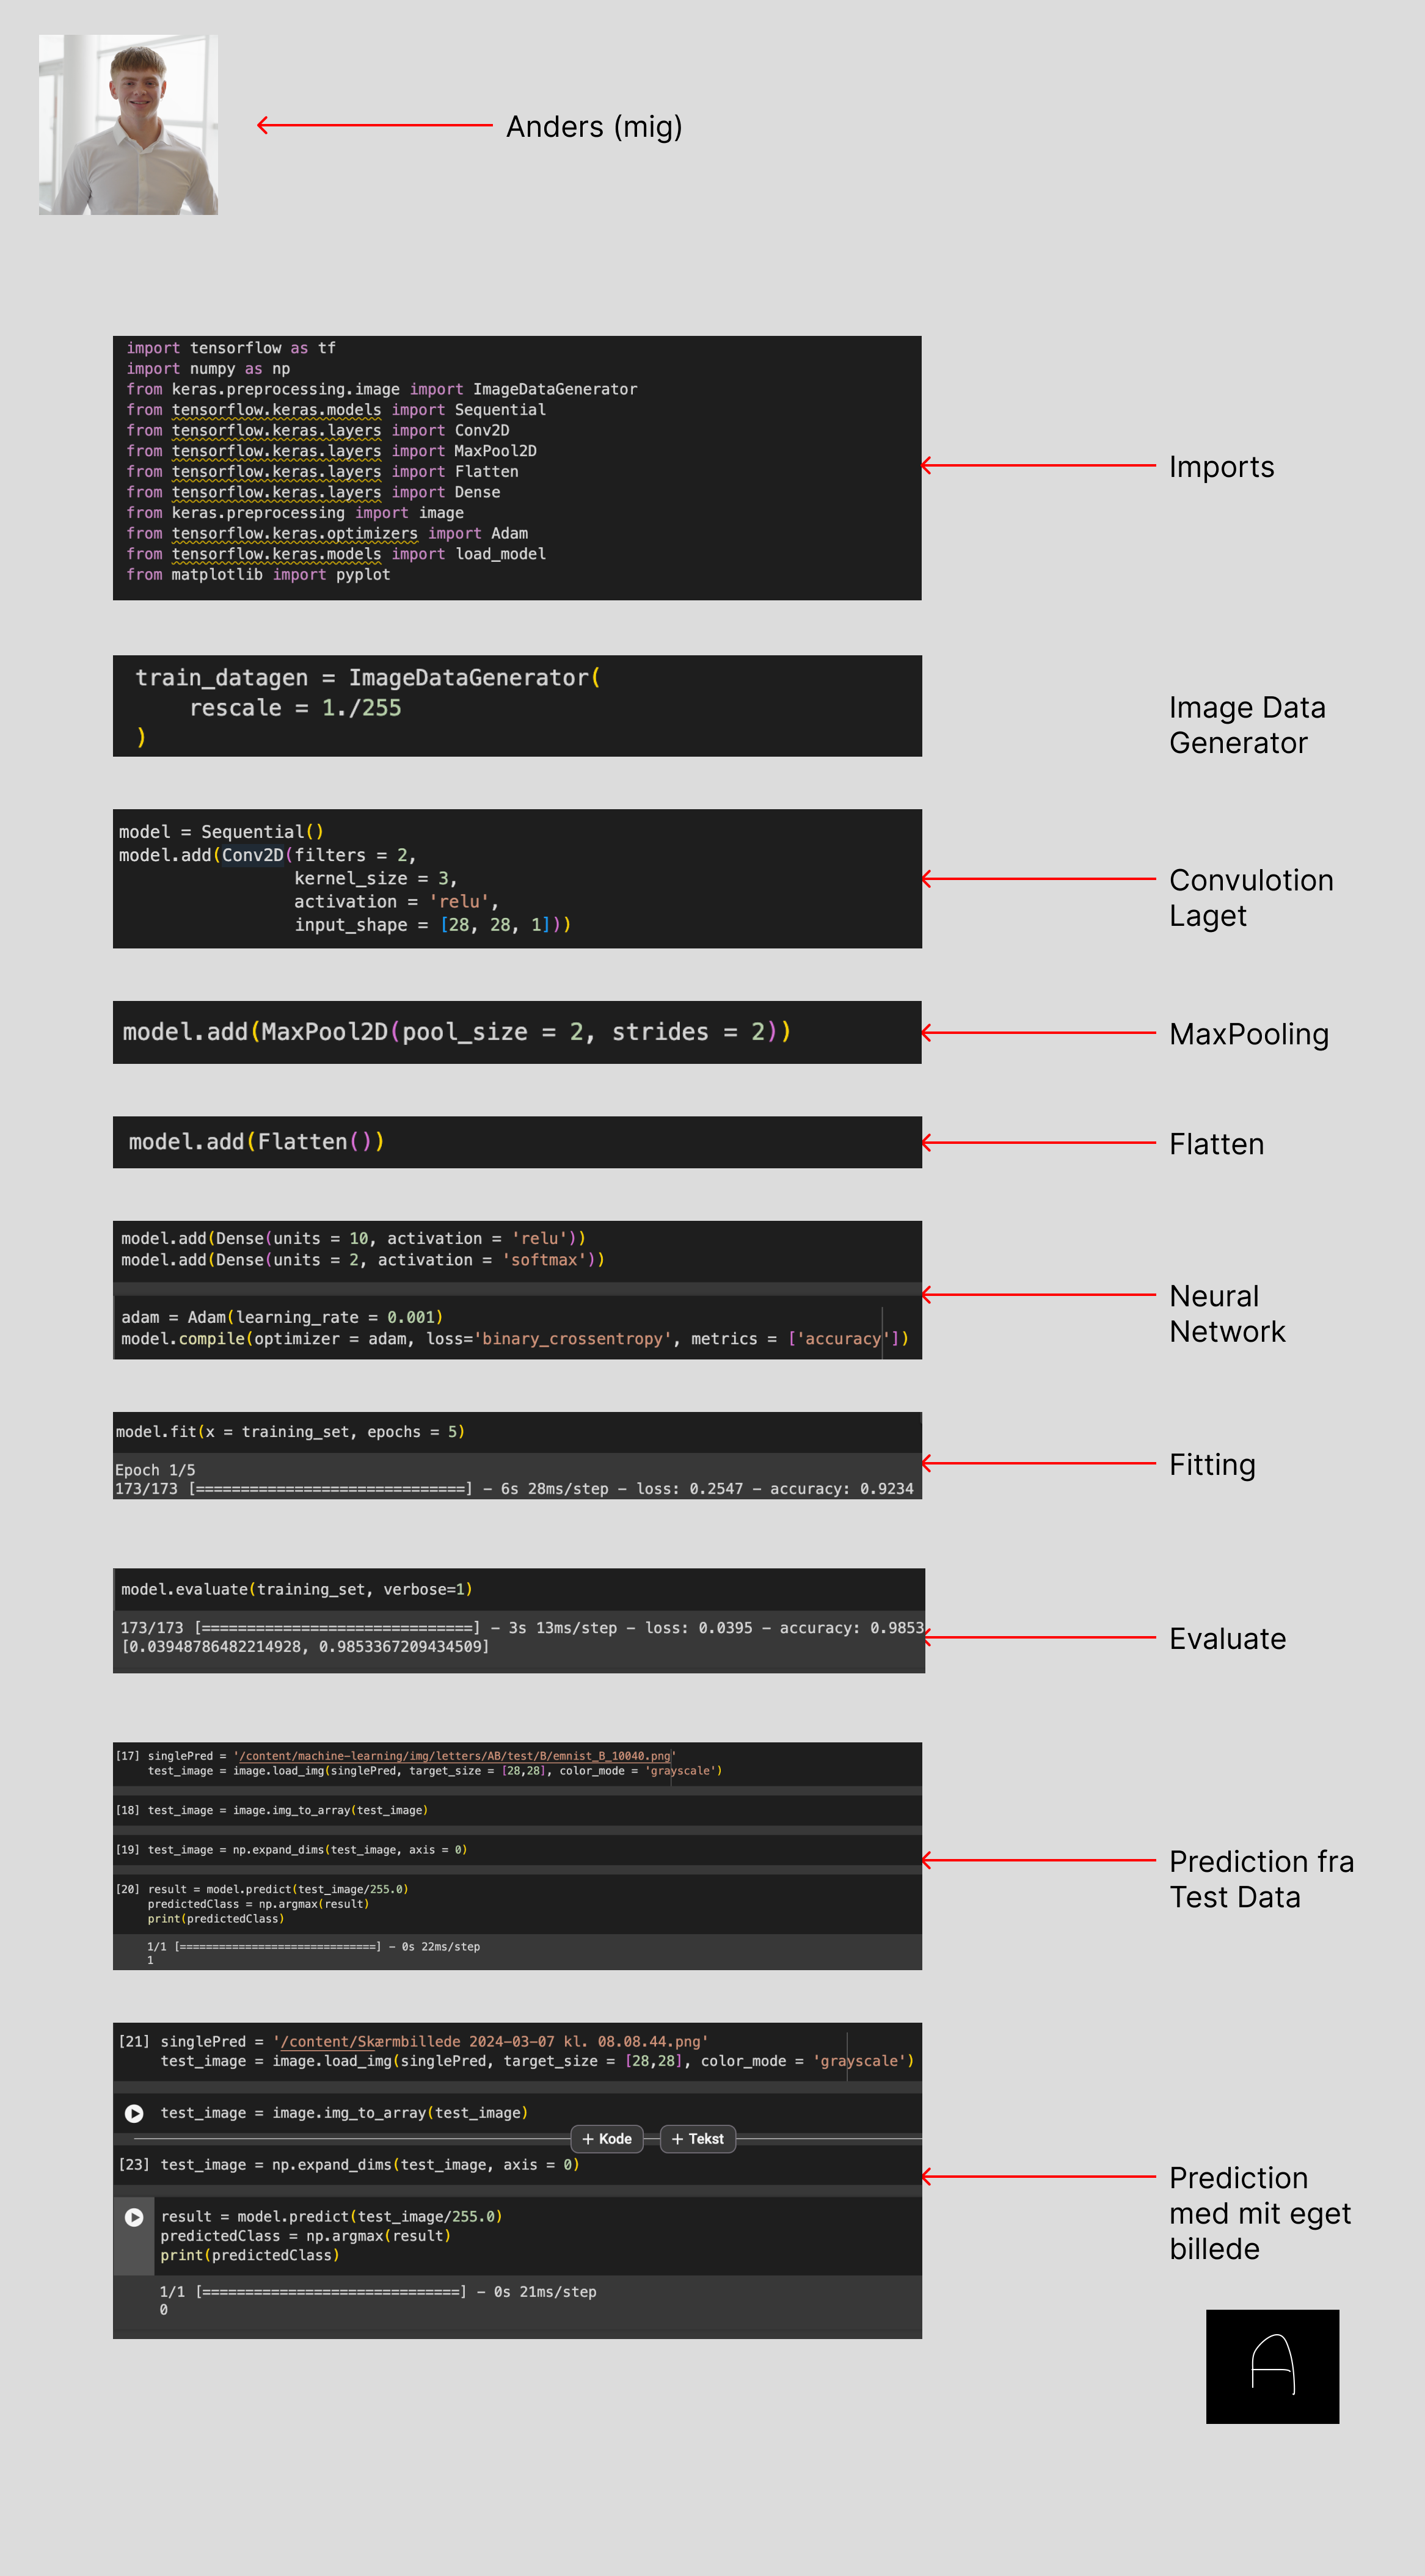 Anders (mig)
import tensorflow as tf
import numpy as np
from keras.preprocessing.image import ImageDataGenerator
from tensorflow.keras.models import Sequential
from tensorflow.keras.layers import Conv2D
from tensorflow.keras.layers import MaxPool2D
from tensorflow.keras.layers import Flatten
from tensorflow.keras.layers import Dense
from keras.preprocessing import image
from tensorflow.keras.optimizers import Adam
from tensorflow.keras.models import load_model
from matplotlib import pyplot
Imports
train_datagen = ImageDataGenerator(
rescale = 1./255
)
Image Data
Generator
model = Sequential()
model.add(Conv2D(filters = 2,
kernel_size = 3,
activation = 'relu',
input_shape = [28, 28, 1]))
Convulotion
Laget
model.add(MaxPool2D(pool_size = 2, strides = 2))
MaxPooling
model.add(Flatten())
Flatten
model.add(Dense(units = 10, activation = 'relu'))
model.add(Dense(units = 2, activation = 'softmax'))
adam = Adam(learning_rate = 0.001)
model.compile(optimizer = adam, loss='binary_crossentropy', metrics = ['accuracy'])
Neural
Network
model.fit(x = training_set, epochs = 5)
Epoch 1/5
173/173 [==============================] - 6s 28ms/step - loss: 0.2547 - accuracy: 0.9234
Fitting
model.evaluate(training_set, verbose=1)
173/173 [==============================] - 3s 13ms/step - loss: 0.0395 - accuracy: 0.9853
[0.03948786482214928, 0.9853367209434509]
Evaluate
[17] singlePred = '/content/machine-learning/img/letters/AB/test/B/emnist_B_10040.png'
test_image = image.load_img(singlePred, target_size = [28,28], color_mode = 'grayscale')
[18] test_image = image.img_to_array(test_image)
[19] test_image = np.expand_dims(test_image, axis = 0)
[20] result = model.predict(test_image/255.0)
predictedClass = np.argmax(result)
print(predictedClass)
1/1 [==============================] - 0s 22ms/step
1
Prediction fra
Test Data
[21] singlePred = '/content/Skærmbillede 2024-03-07 kl. 08.08.44.png'
test_image = image.load_img(singlePred, target_size = [28,28], color_mode = 'grayscale')
test_image = image.img_to_array(test_image)
+ Kode + Tekst
[23] test_image = np.expand_dims(test_image, axis = 0)
result = model.predict(test_image/255.0)
predictedClass = np.argmax(result)
print(predictedClass)
1/1 [==============================] - 0s 21ms/step
0
Prediction
med mit eget
billede
A